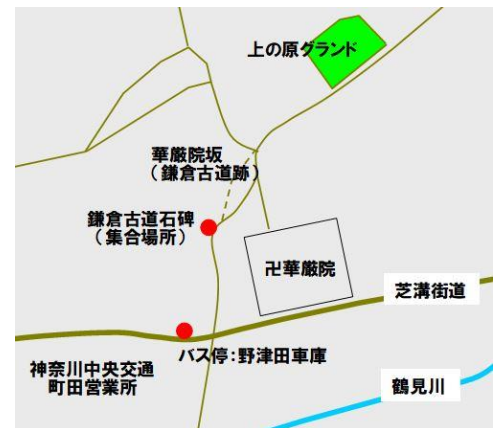 上の原グランド
華厳院坂
（鎌倉古道跡）
鎌倉古道石碑
（集合場所）
卍華厳院
芝溝街道
バス停：野津田車庫
神奈川中央交通
町田営業所
鶴見川